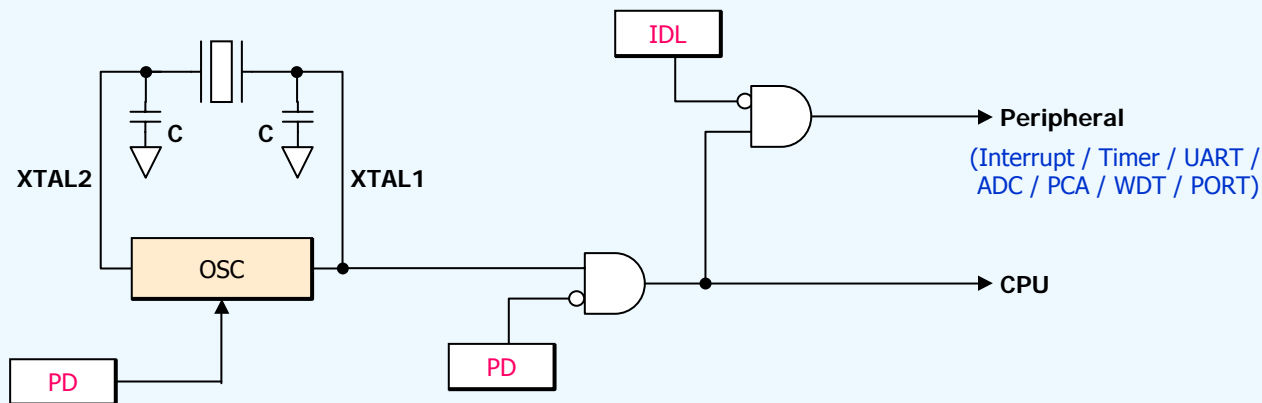 IDL
C
C
Peripheral
(Interrupt / Timer / UART /
ADC / PCA / WDT / PORT)
XTAL2
XTAL1
OSC
CPU
PD
PD